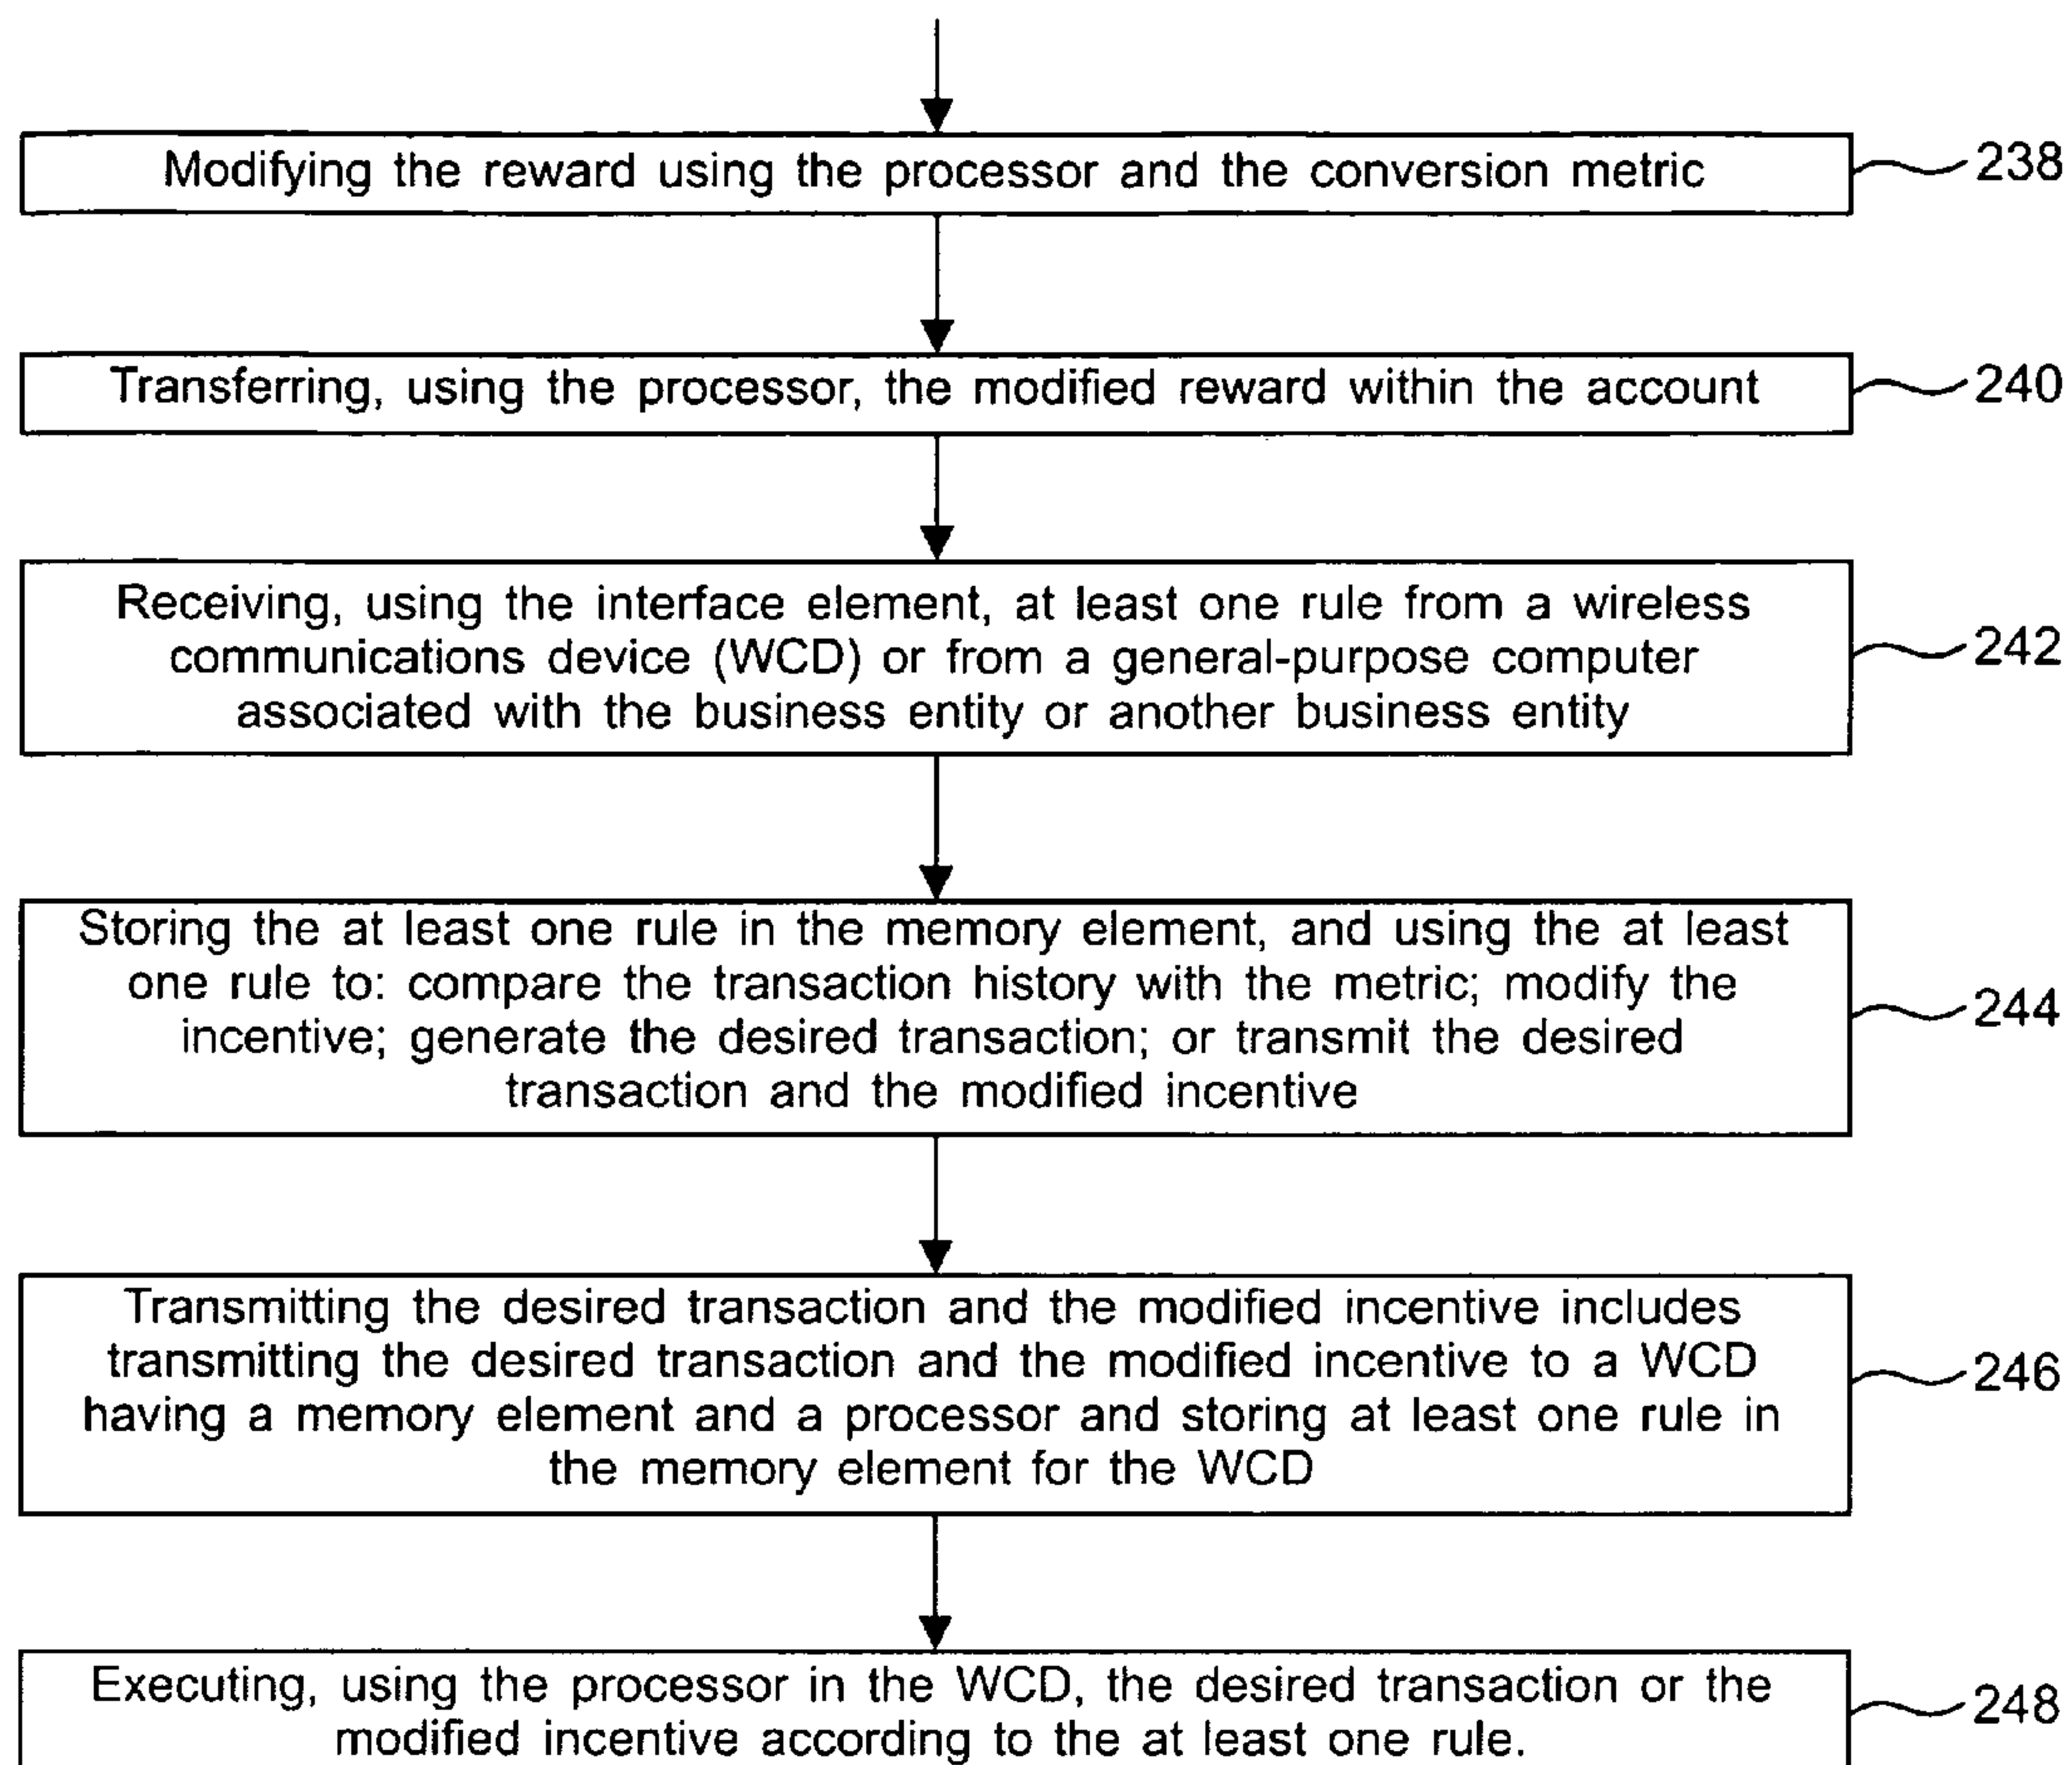 Modifying the reward using the processor and the conversion metric
238
Transferring, using the processor, the modified reward within the account
240
Receiving, using the interface element, at least one rule from a wireless
communications device (WCD) or from a general-purpose computer
associated with the business entity or another business entity
242
Storing the at least one rule in the memory element, and using the at least
one rule to: compare the transaction history with the metric; modify the
incentive; generate the desired transaction; or transmit the desired
transaction and the modified incentive
244
Transmitting the desired transaction and the modified incentive includes
transmitting the desired transaction and the modified incentive to a WCD
having a memory element and a processor and storing at least one rule in
the memory element for the WCD
246
Executing, using the processor in the WCD, the desired transaction or the
modified incentive according to the at least one rule.
248